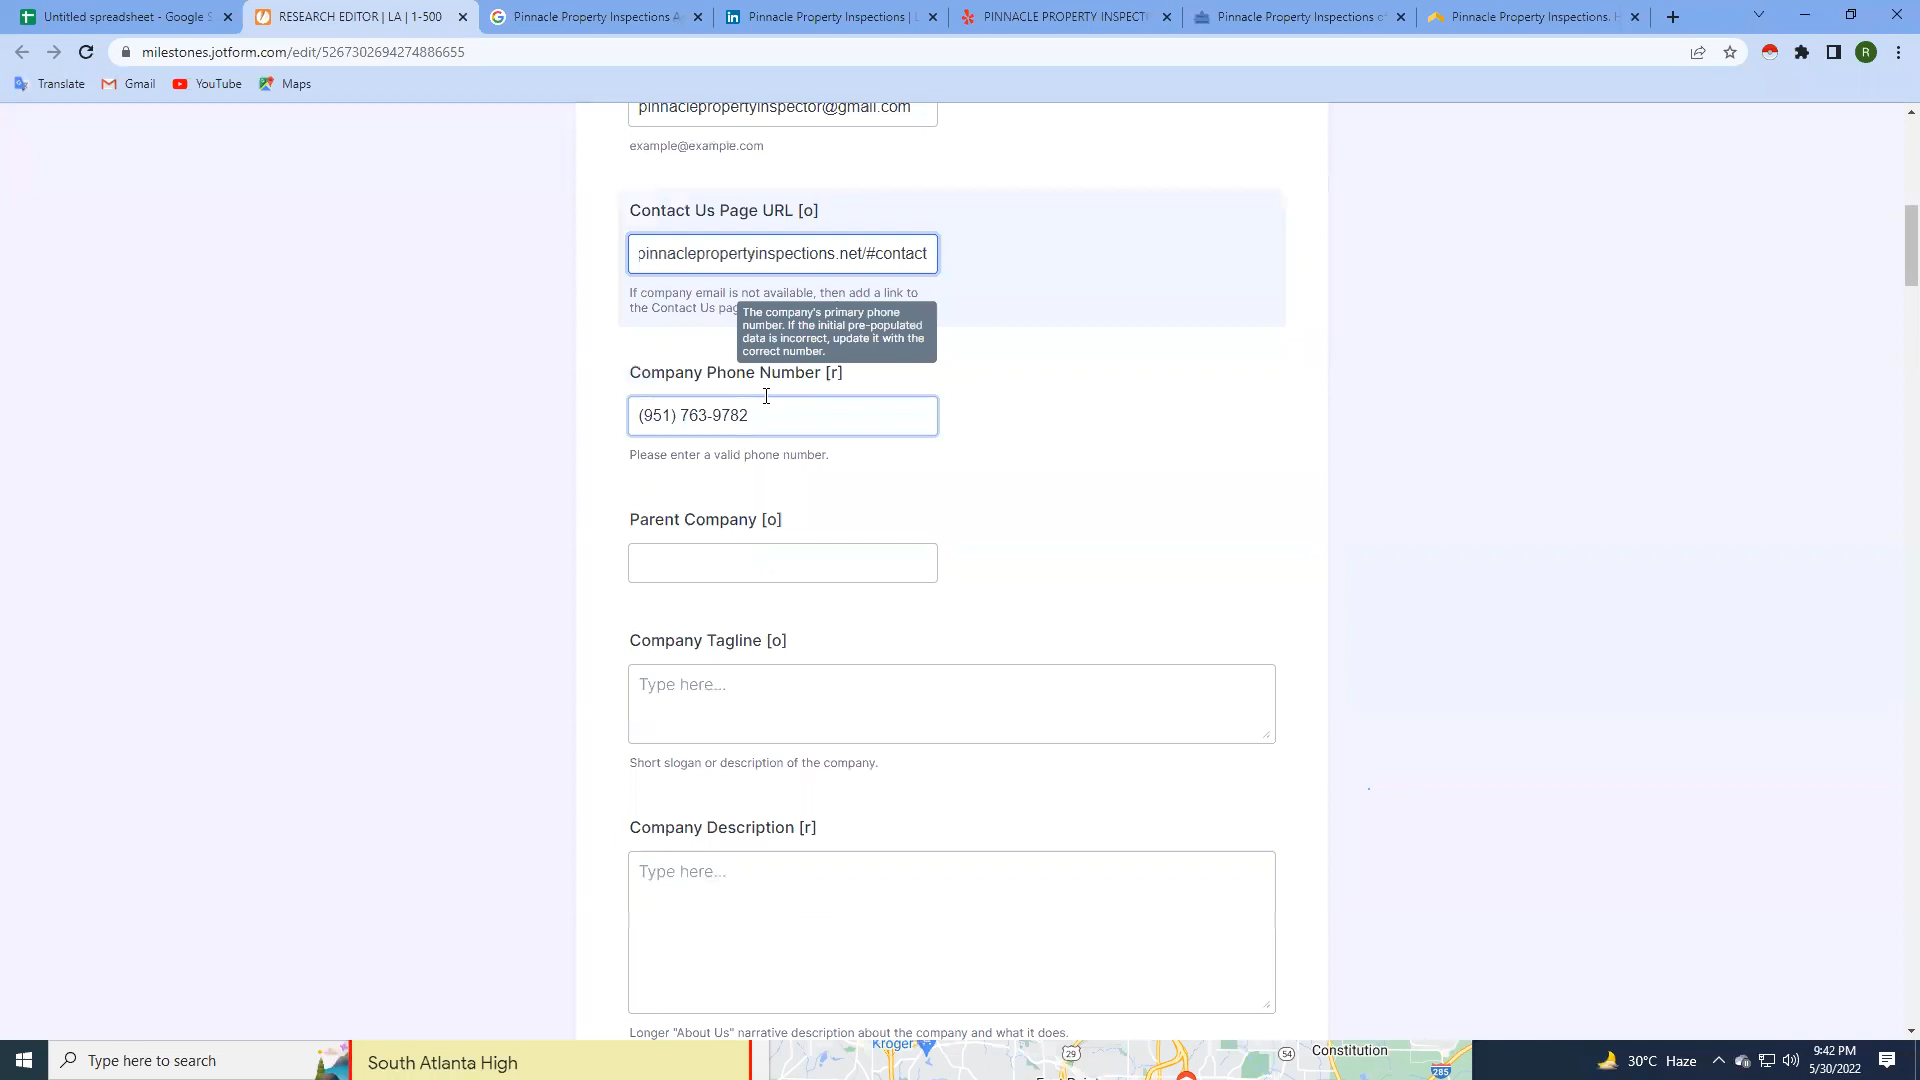 Untitled spreadsheet - Google S
RESEARCH EDITOR | LA | 1-500
Pinnacle Property Inspections A
Pinnacle Property Inspections | L
PINNACLE PROPERTY INSPECTI
Pinnacle Property Inspections o
Pinnacle Property Inspections. H
milestones.jotform.com/edit/5267302694274886655
R
Translate
Gmail
YouTube
Maps
pinnaclepropertyinspector@gmail.com
example@example.com
Contact Us Page URL [o]
pinnaclepropertyinspections.net/#contact
If company email is not available, then add a link to
the Contact Us pag
The company's primary phone
number. If the initial pre-populated
data is incorrect, update it with the
correct number.
Company Phone Number [r]
(951) 763-9782
Please enter a valid phone number.
Parent Company [o]
Company Tagline [o]
Type here...
Short slogan or description of the company.
Company Description [r]
Type here...
Longer "About Us" narrative description about the company and what it does.
Type here to search
South Atlanta High
Kroger
29
54
Constitution
285
30°C Haze
9:42 PM
5/30/2022